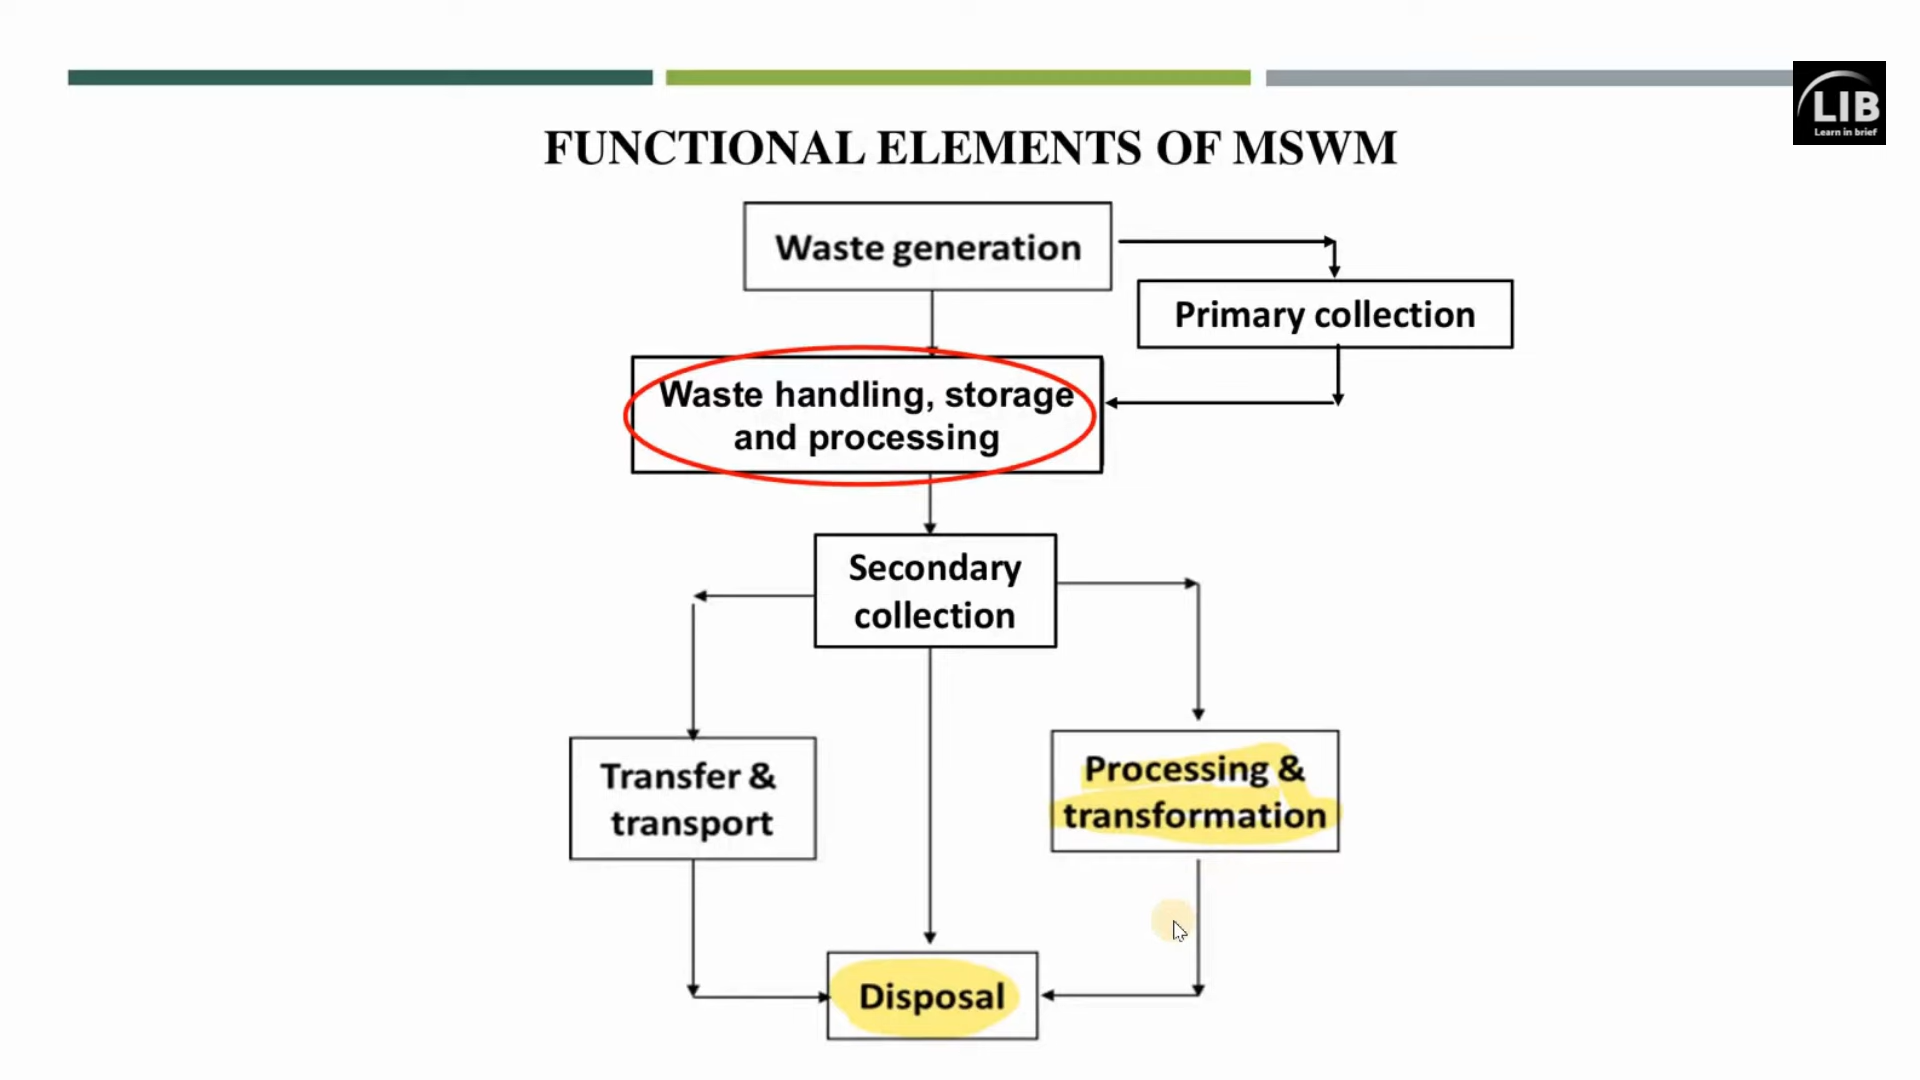 LIB
Learn in brief
FUNCTIONAL ELEMENTS OF MSWM
Waste generation
Primary collection
Waste handling, storage
and processing
Secondary
collection
Transfer &
transport
Processing &
transformation
Disposal